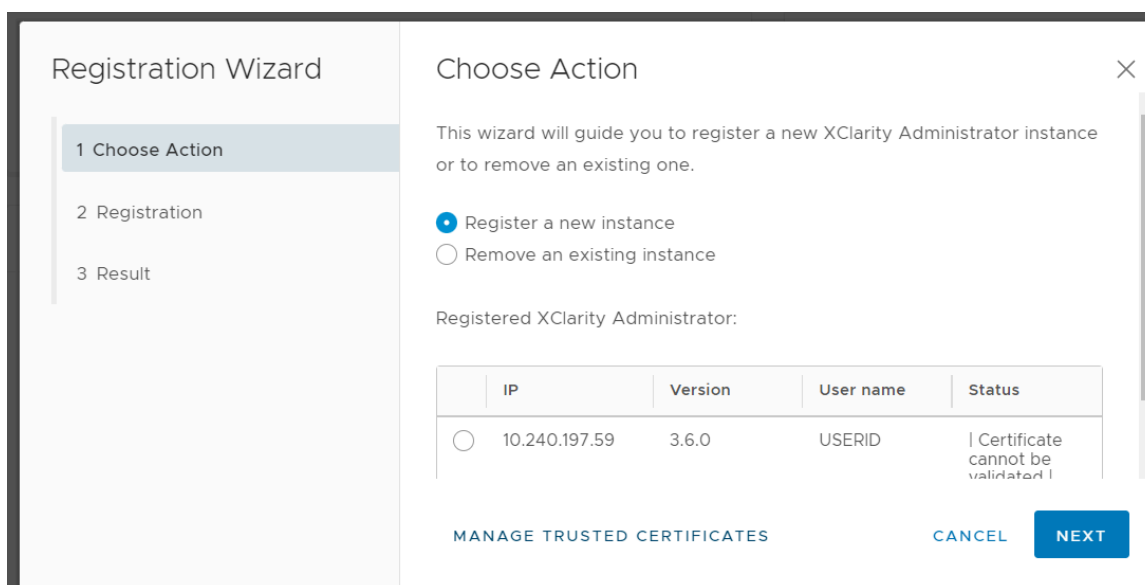 Registration Wizard
1 Choose Action
2 Registration
3 Result
Choose Action
This wizard will guide you to register a new XClarity Administrator instance
or to remove an existing one.
Register a new instance
Remove an existing instance
Registered XClarity Administrator:
IP Version User name Status
10.240.197.59 3.6.0 USERID | Certificate
cannot be
validated |
MANAGE TRUSTED CERTIFICATES CANCEL NEXT